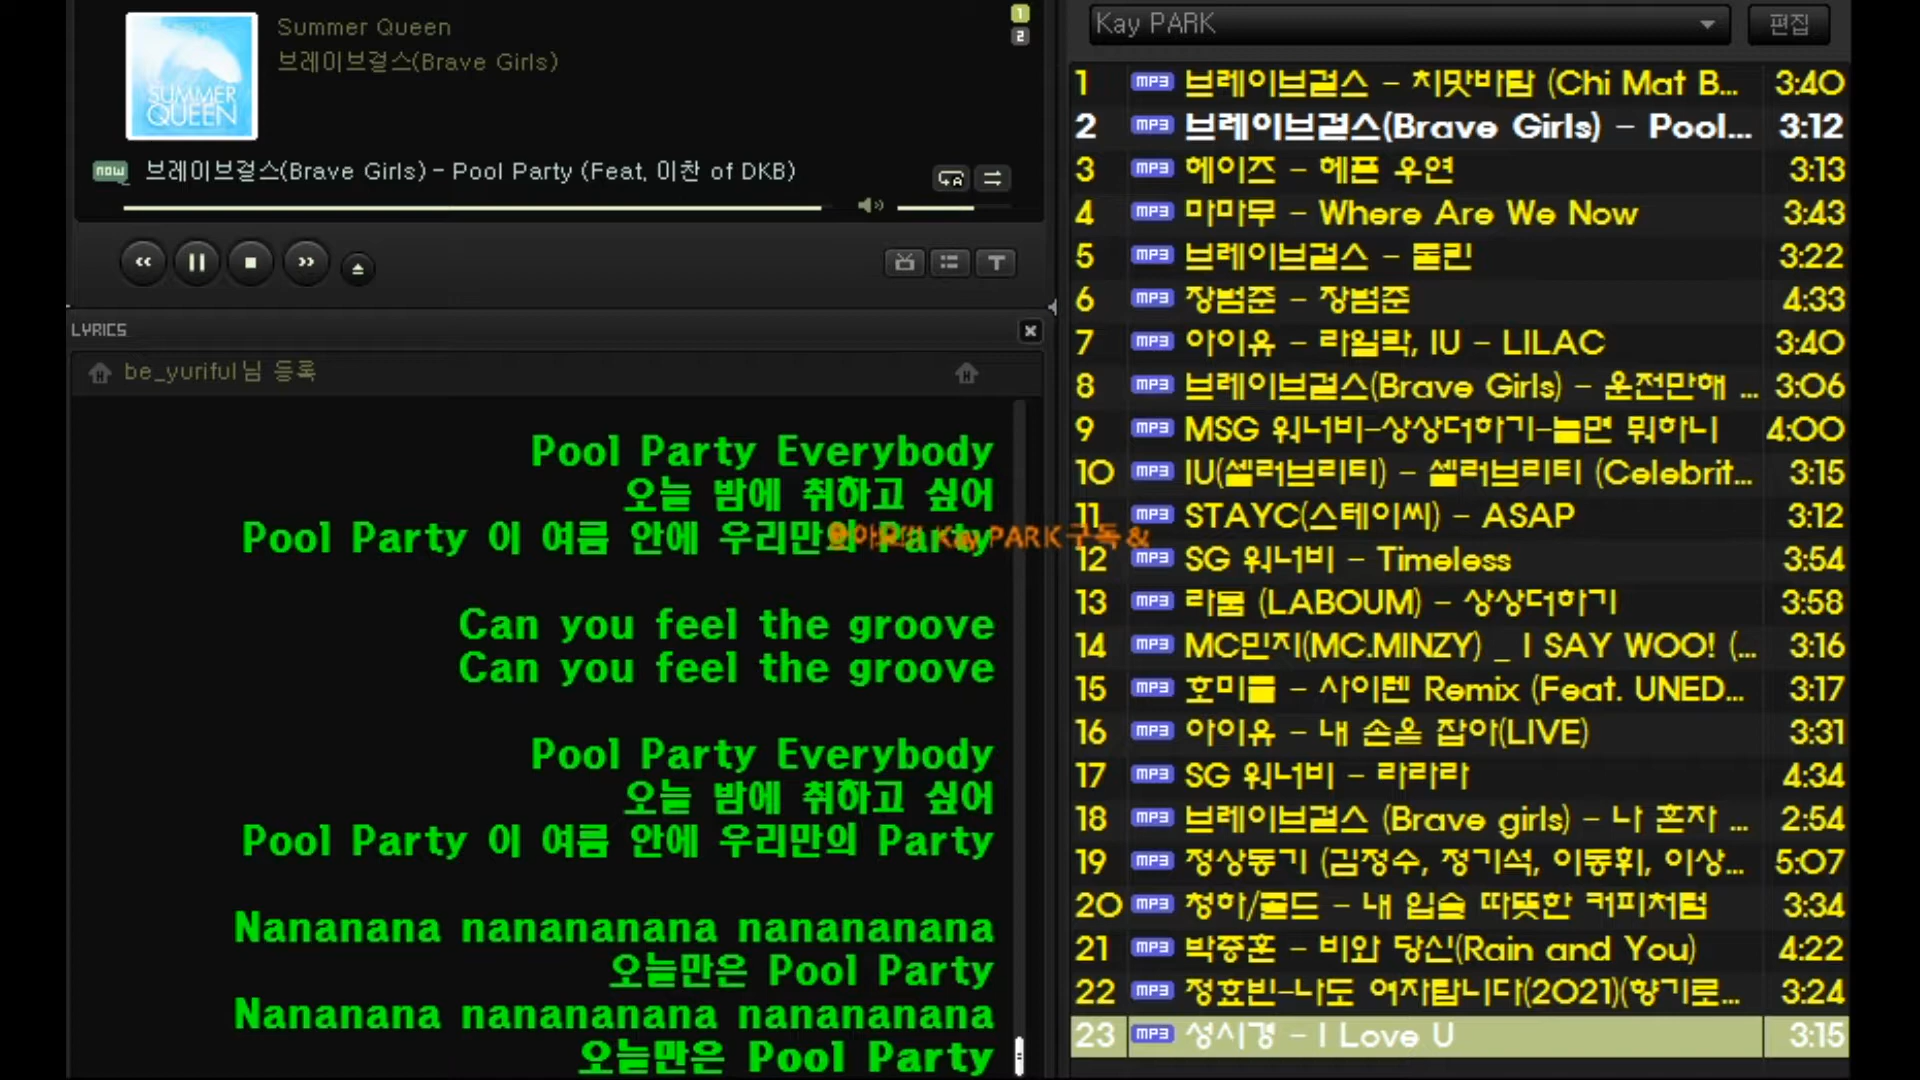 Summer Queen
브레이브걸스(Brave Girls)
SUMMER
QUEEN
1
2
now 브레이브걸스(Brave Girls) - Pool Party (Feat. 이찬 of DKB)
LYRICS
be_yuriful님 등록
Pool Party Everybody
오늘 밤에 취하고 싶어
Pool Party 이 여름 안에 우리만의 Party
Kay PARK구독 &
Can you feel the groove
Can you feel the groove
Pool Party Everybody
오늘 밤에 취하고 싶어
Pool Party 이 여름 안에 우리만의 Party
Nananana nanananana nanananana
오늘만은 Pool Party
Nananana nanananana nanananana
오늘만은 Pool Party
Kay PARK 편집
1 MP3 브레이브걸스 - 치맛바람 (Chi Mat B... 3:40
2 MP3 브레이브걸스(Brave Girls) - Pool... 3:12
3 MP3 헤이즈 - 헤픈 우연 3:13
4 MP3 마마무 - Where Are We Now 3:43
5 MP3 브레이브걸스 - 롤린 3:22
6 MP3 장범준 - 장범준 4:33
7 MP3 아이유 - 라일락, IU - LILAC 3:40
8 MP3 브레이브걸스(Brave Girls) - 운전만해 ... 3:06
9 MP3 MSG 워너비-상상더하기-놀면 뭐하니 4:00
10 MP3 IU(셀러브리티) - 셀러브리티 (Celebrit... 3:15
11 MP3 STAYC(스테이씨) - ASAP 3:12
12 MP3 SG 워너비 - Timeless 3:54
13 MP3 라붐 (LABOUM) - 상상더하기 3:58
14 MP3 MC민지(MC.MINZY) _ I SAY WOO! (... 3:16
15 MP3 호미들 - 사이렌 Remix (Feat. UNED... 3:17
16 MP3 아이유 - 내 손을 잡아(LIVE) 3:31
17 MP3 SG 워너비 - 라라라 4:34
18 MP3 브레이브걸스 (Brave girls) - 나 혼자 ... 2:54
19 MP3 정상동기 (김정수, 정기석, 이동휘, 이상... 5:07
20 MP3 청하/콜드 - 내 입술 따뜻한 커피처럼 3:34
21 MP3 박중훈 - 비와 당신(Rain and You) 4:22
22 MP3 정효빈-나도 여자랍니다(2021)(향기로... 3:24
23 MP3 성시경 - I Love U 3:15